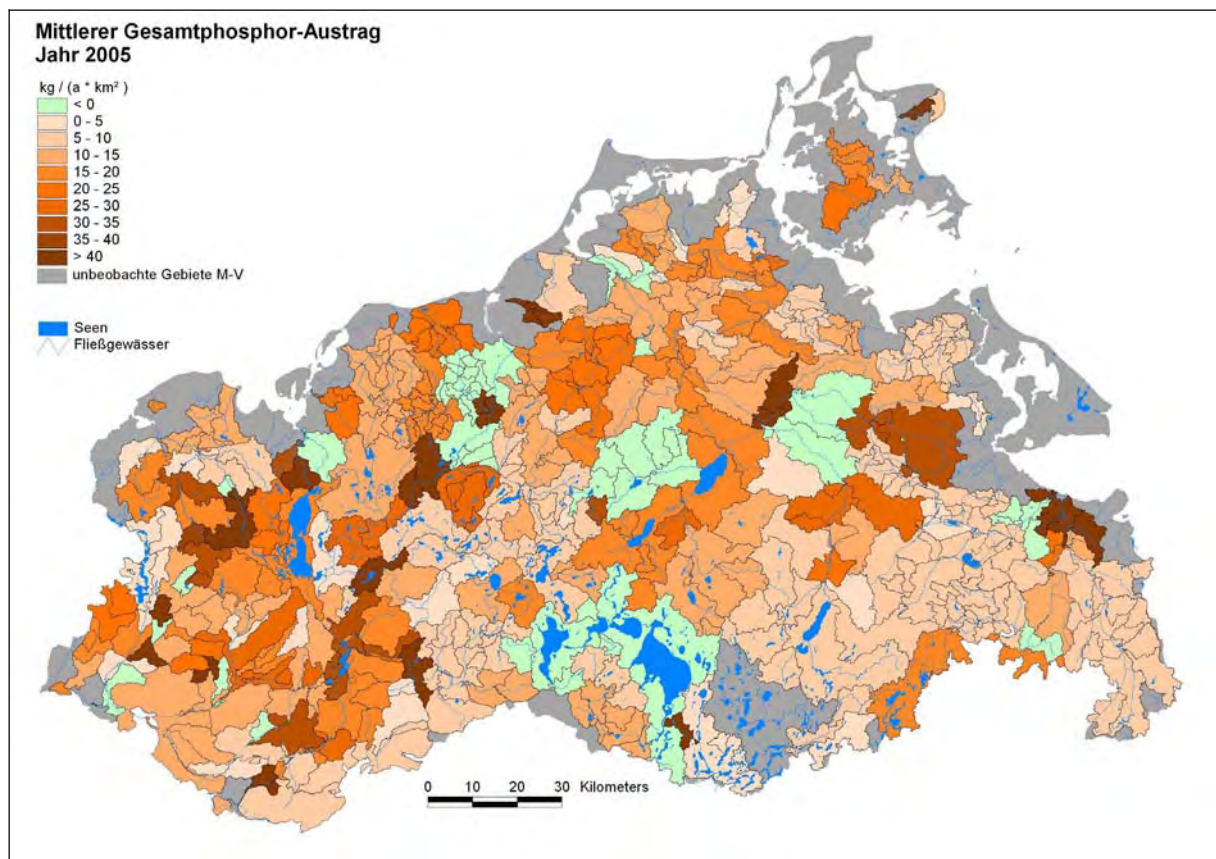 Mittlerer Gesamtphosphor-Austrag
Jahr 2005
kg / (a * km² )
< 0
0 - 5
5 - 10
10 - 15
15 - 20
20 - 25
25 - 30
30 - 35
35 - 40
> 40
unbeobachte Gebiete M-V
Seen
Fließgewässer
0 10 20 30 Kilometers